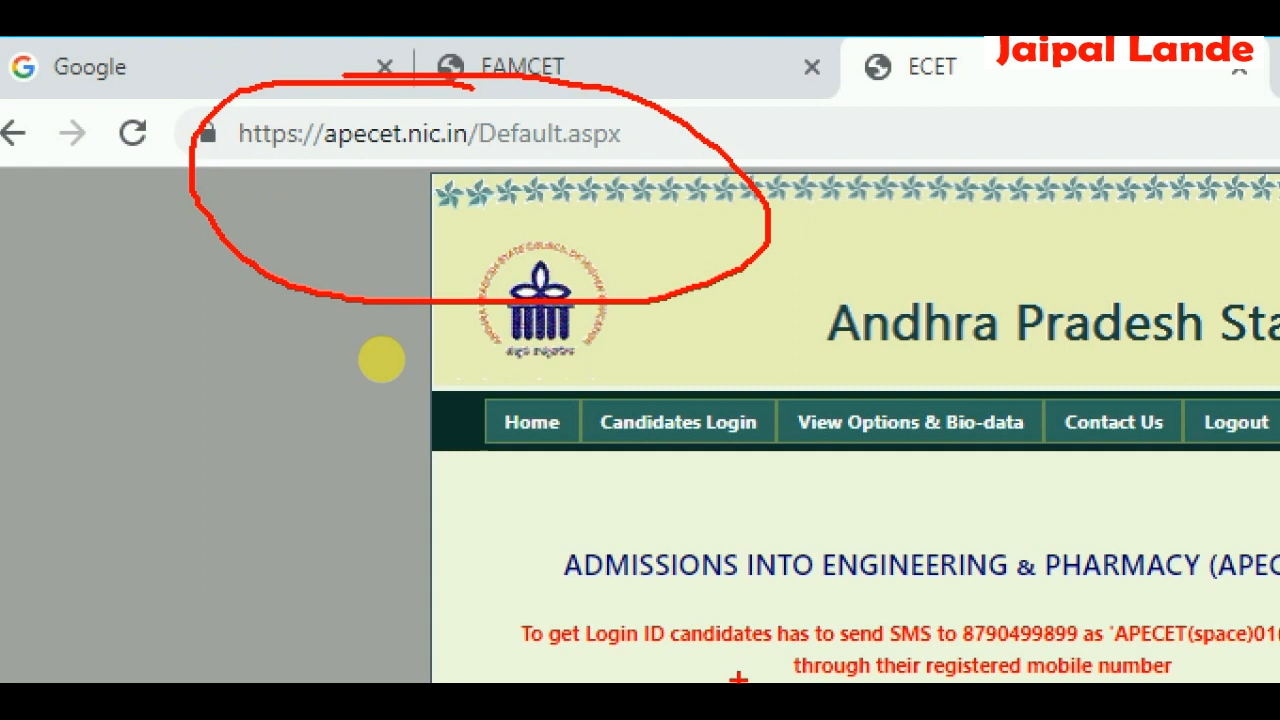 Jaipal Lande
Google
FAMCET
ECET
https://apecet.nic.in/Default.aspx
Andhra Pradesh Sta
Home
Candidates Login
View Options & Bio-data
Contact Us
Logout
ADMISSIONS INTO ENGINEERING & PHARMACY (APEC
To get Login ID candidates has to send SMS to 8790499899 as 'APECET(space)01(
through their registered mobile number